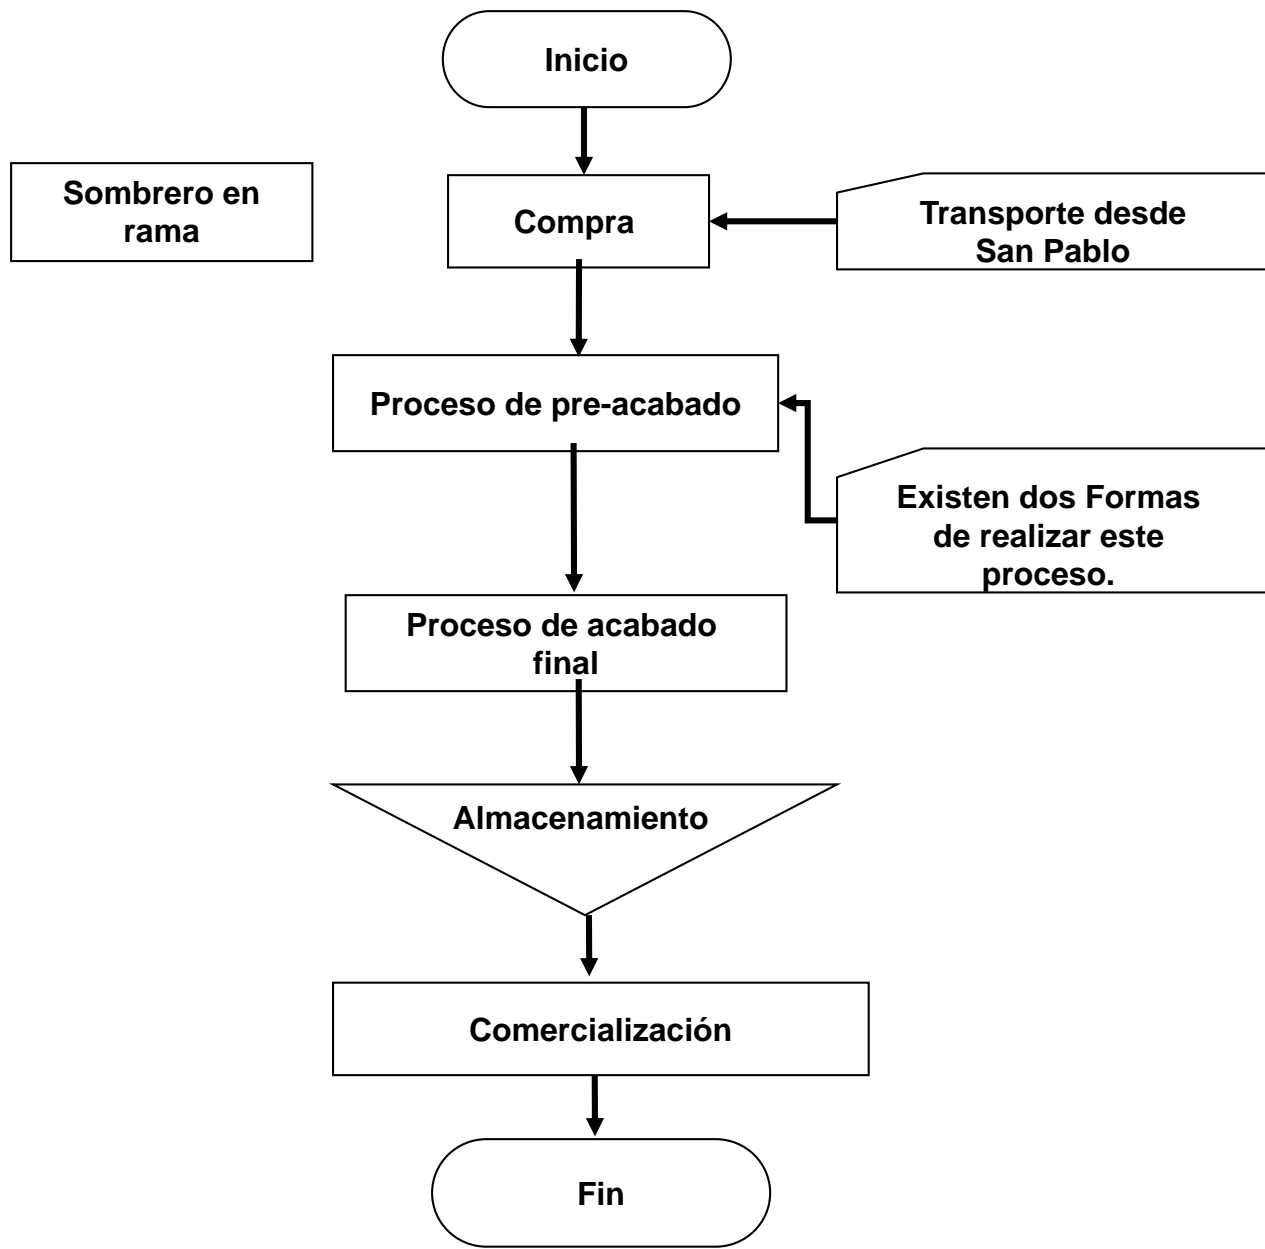 Inicio
Sombrero en
rama
Compra
Transporte desde
San Pablo
Proceso de pre-acabado
Existen dos Formas
de realizar este
proceso.
Proceso de acabado
final
Almacenamiento
Comercialización
Fin